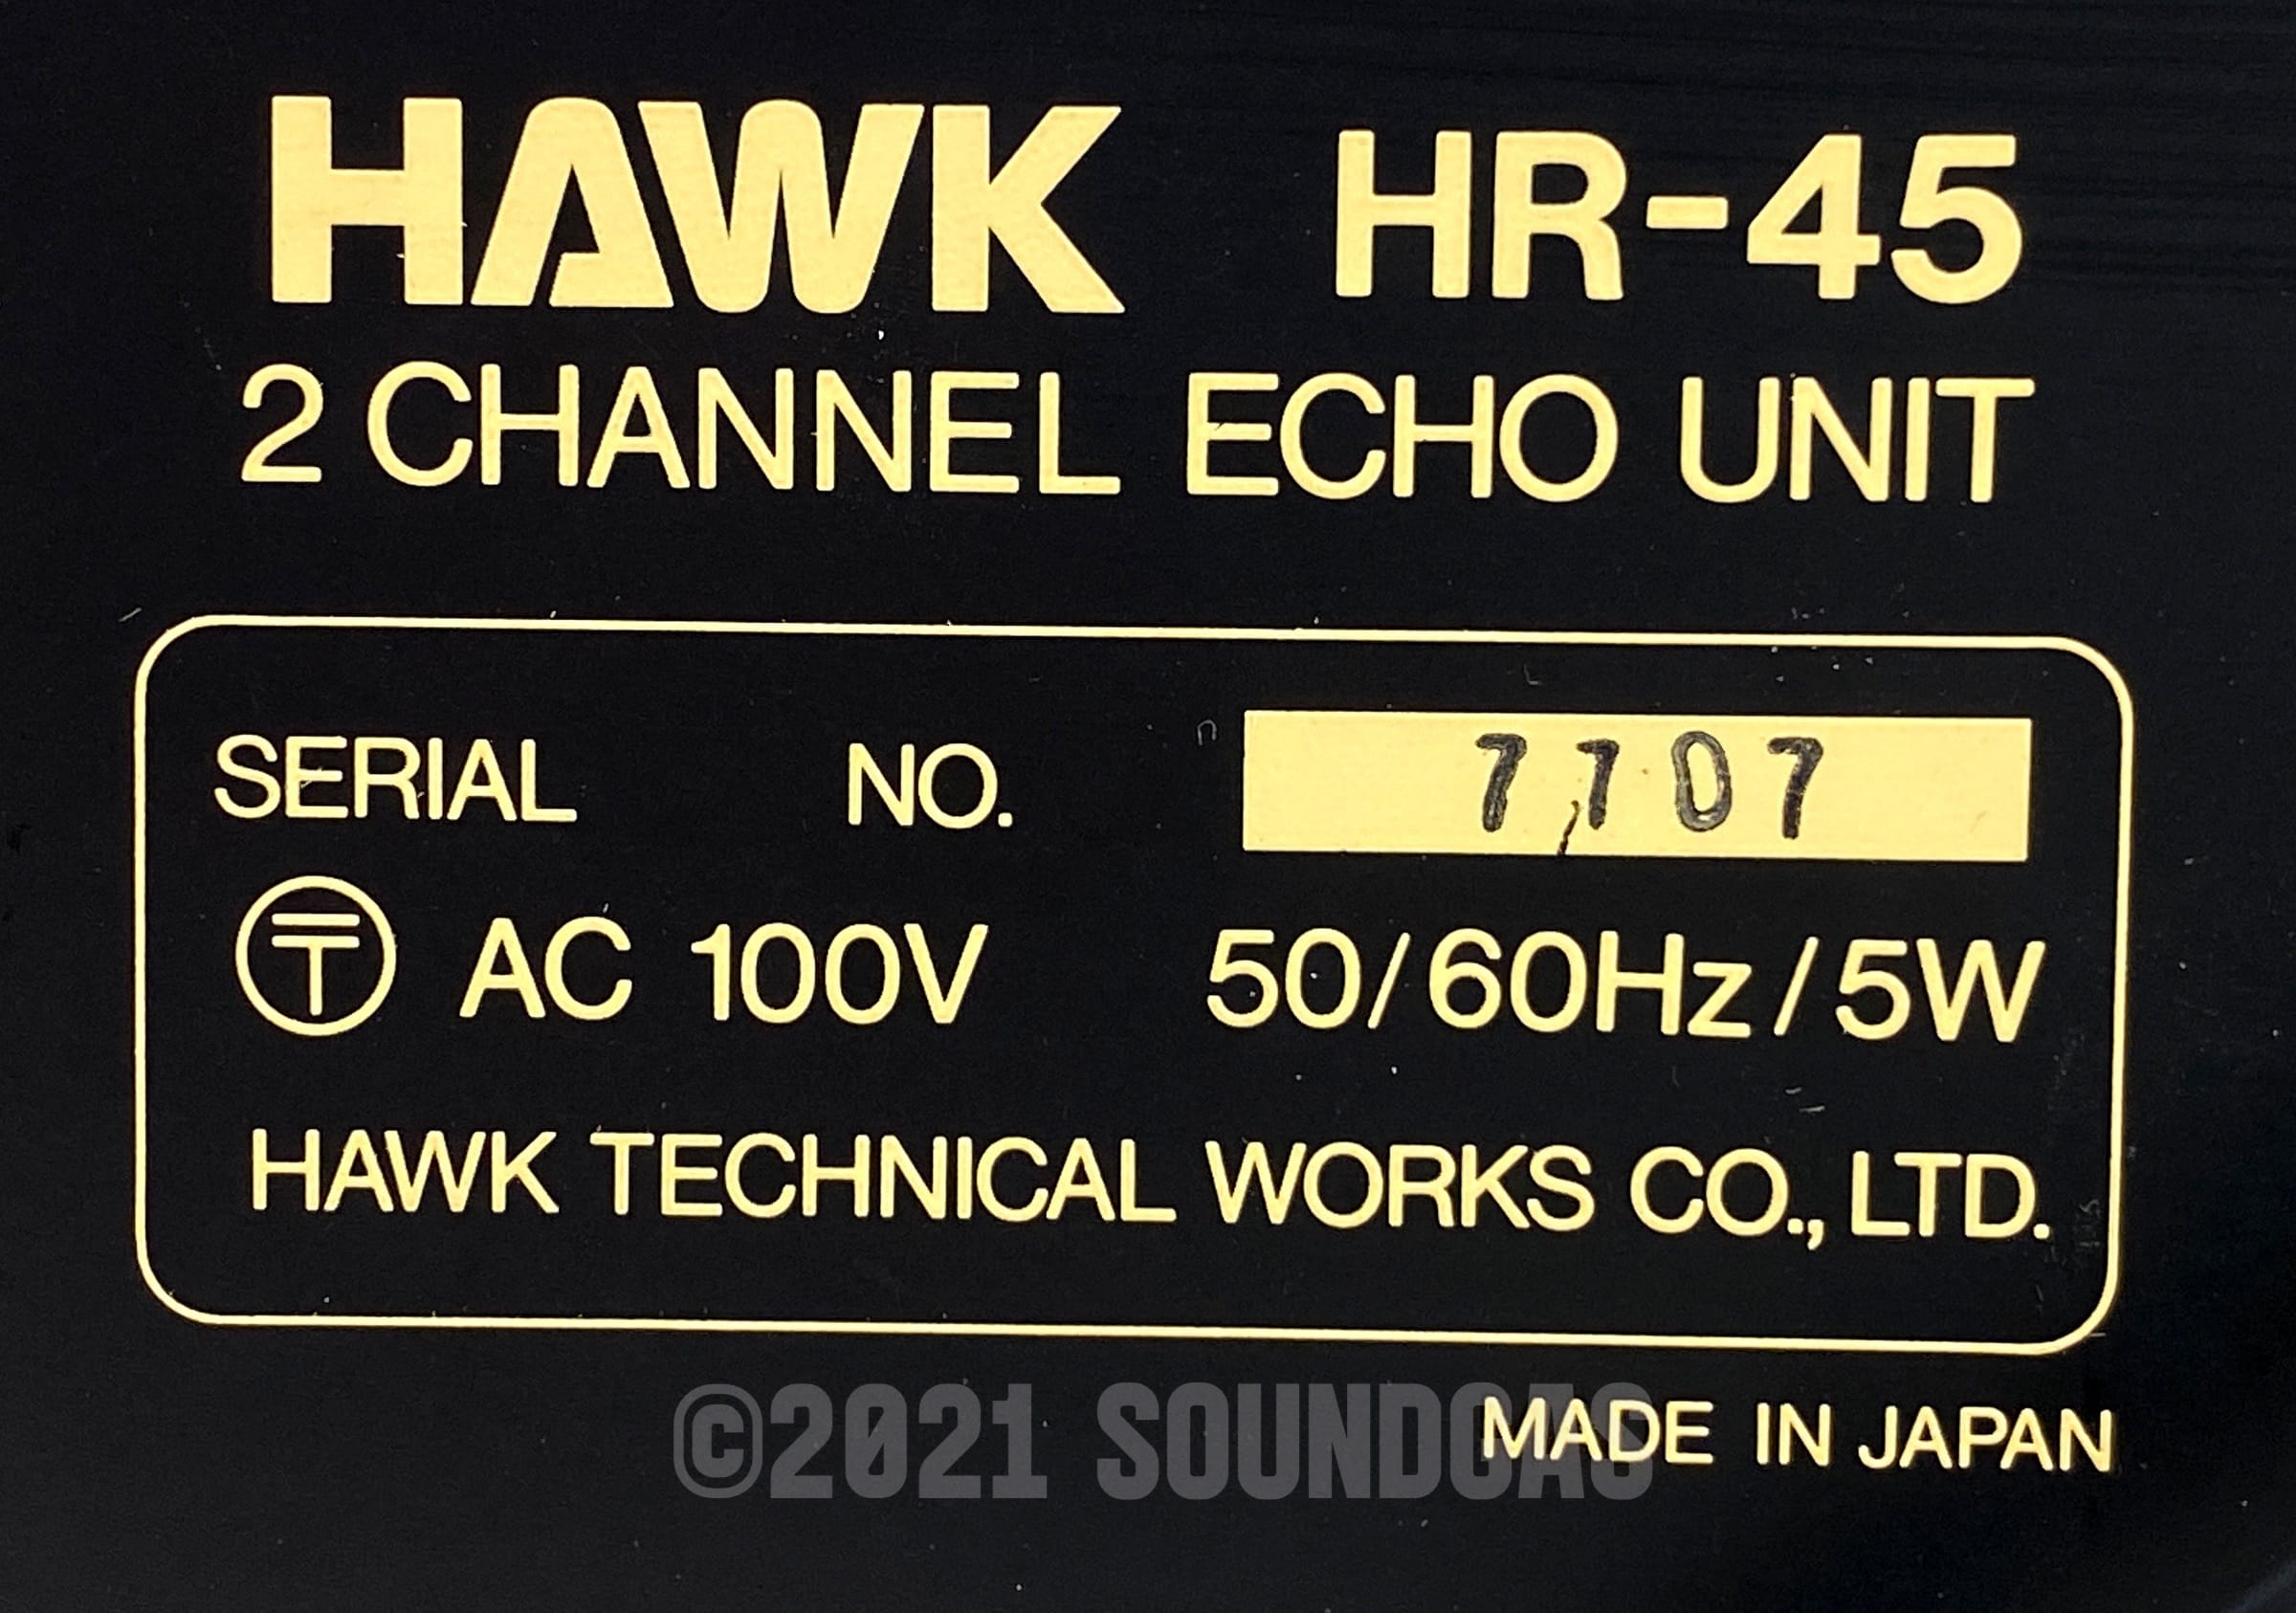 HAWK HR-45
2 CHANNEL ECHO UNIT
SERIAL NO. 7707
〒 AC 100V 50/60Hz/5W
HAWK TECHNICAL WORKS CO., LTD.
MADE IN JAPAN
©2021 SOUNDGAS